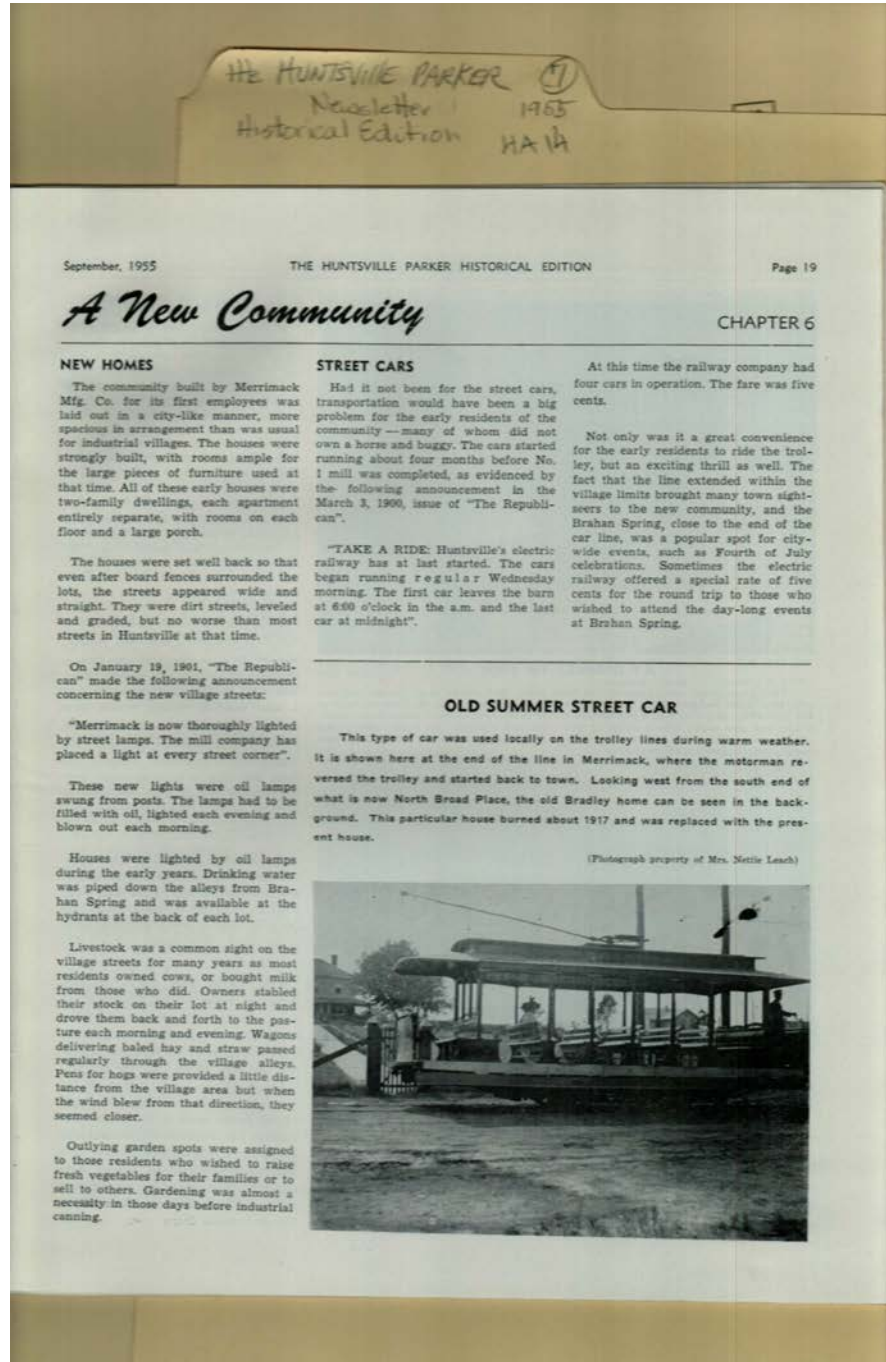 THE HUNTSVILLE PARKER 7
Newsletter 1955
Historical Edition HA 1A
September, 1955 THE HUNTSVILLE PARKER HISTORICAL EDITION Page 19
A New Community CHAPTER 6
NEW HOMES
The community built by Merrimack
Mfg. Co. for its first employees was
laid out in a city-like manner, more
spacious in arrangement than was usual
for industrial villages. The houses were
strongly built, with rooms ample for
the large pieces of furniture used at
that time. All of these early houses were
two-family dwellings, each apartment
entirely separate, with rooms on each
floor and a large porch.
The houses were set well back so that
even after board fences surrounded the
lots, the streets appeared wide and
straight. They were dirt streets, leveled
and graded, but no worse than most
streets in Huntsville at that time.
On January 19, 1901, "The Republi-
can" made the following announcement
concerning the new village streets:
"Merrimack is now thoroughly lighted
by street lamps. The mill company has
placed a light at every street corner".
These new lights were oil lamps
swung from posts. The lamps had to be
filled with oil, lighted each evening and
blown out each morning.
Houses were lighted by oil lamps
during the early years. Drinking water
was piped down the alleys from Bra-
han Spring and was available at the
hydrants at the back of each lot.
Livestock was a common sight on the
village streets for many years as most
residents owned cows, or bought milk
from those who did. Owners stabled
their stock on their lot at night and
drove them back and forth to the pas-
ture each morning and evening. Wagons
delivering baled hay and straw passed
regularly through the village alleys.
Pens for hogs were provided a little dis-
tance from the village area but when
the wind blew from that direction, they
seemed closer.
Outlying garden spots were assigned
to those residents who wished to raise
fresh vegetables for their families or to
sell to others. Gardening was almost a
necessity in those days before industrial
canning.
STREET CARS
Had it not been for the street cars,
transportation would have been a big
problem for the early residents of the
community — many of whom did not
own a horse and buggy. The cars started
running about four months before No.
1 mill was completed, as evidenced by
the following announcement in the
March 3, 1900, issue of "The Republi-
can".
"TAKE A RIDE: Huntsville's electric
railway has at last started. The cars
began running regular Wednesday
morning. The first car leaves the barn
at 6:00 o'clock in the a.m. and the last
car at midnight".
At this time the railway company had
four cars in operation. The fare was five
cents.
Not only was it a great convenience
for the early residents to ride the trol-
ley, but an exciting thrill as well. The
fact that the line extended within the
village limits brought many town sight-
seers to the new community, and the
Brahan Spring, close to the end of the
car line, was a popular spot for city-
wide events, such as Fourth of July
celebrations. Sometimes the electric
railway offered a special rate of five
cents for the round trip to those who
wished to attend the day-long events
at Brahan Spring.
OLD SUMMER STREET CAR
This type of car was used locally on the trolley lines during warm weather.
It is shown here at the end of the line in Merrimack, where the motorman re-
versed the trolley and started back to town. Looking west from the south end of
what is now North Broad Place, the old Bradley home can be seen in the back-
ground. This particular house burned about 1917 and was replaced with the pres-
ent house.
(Photograph property of Mrs. Nettie Leach)